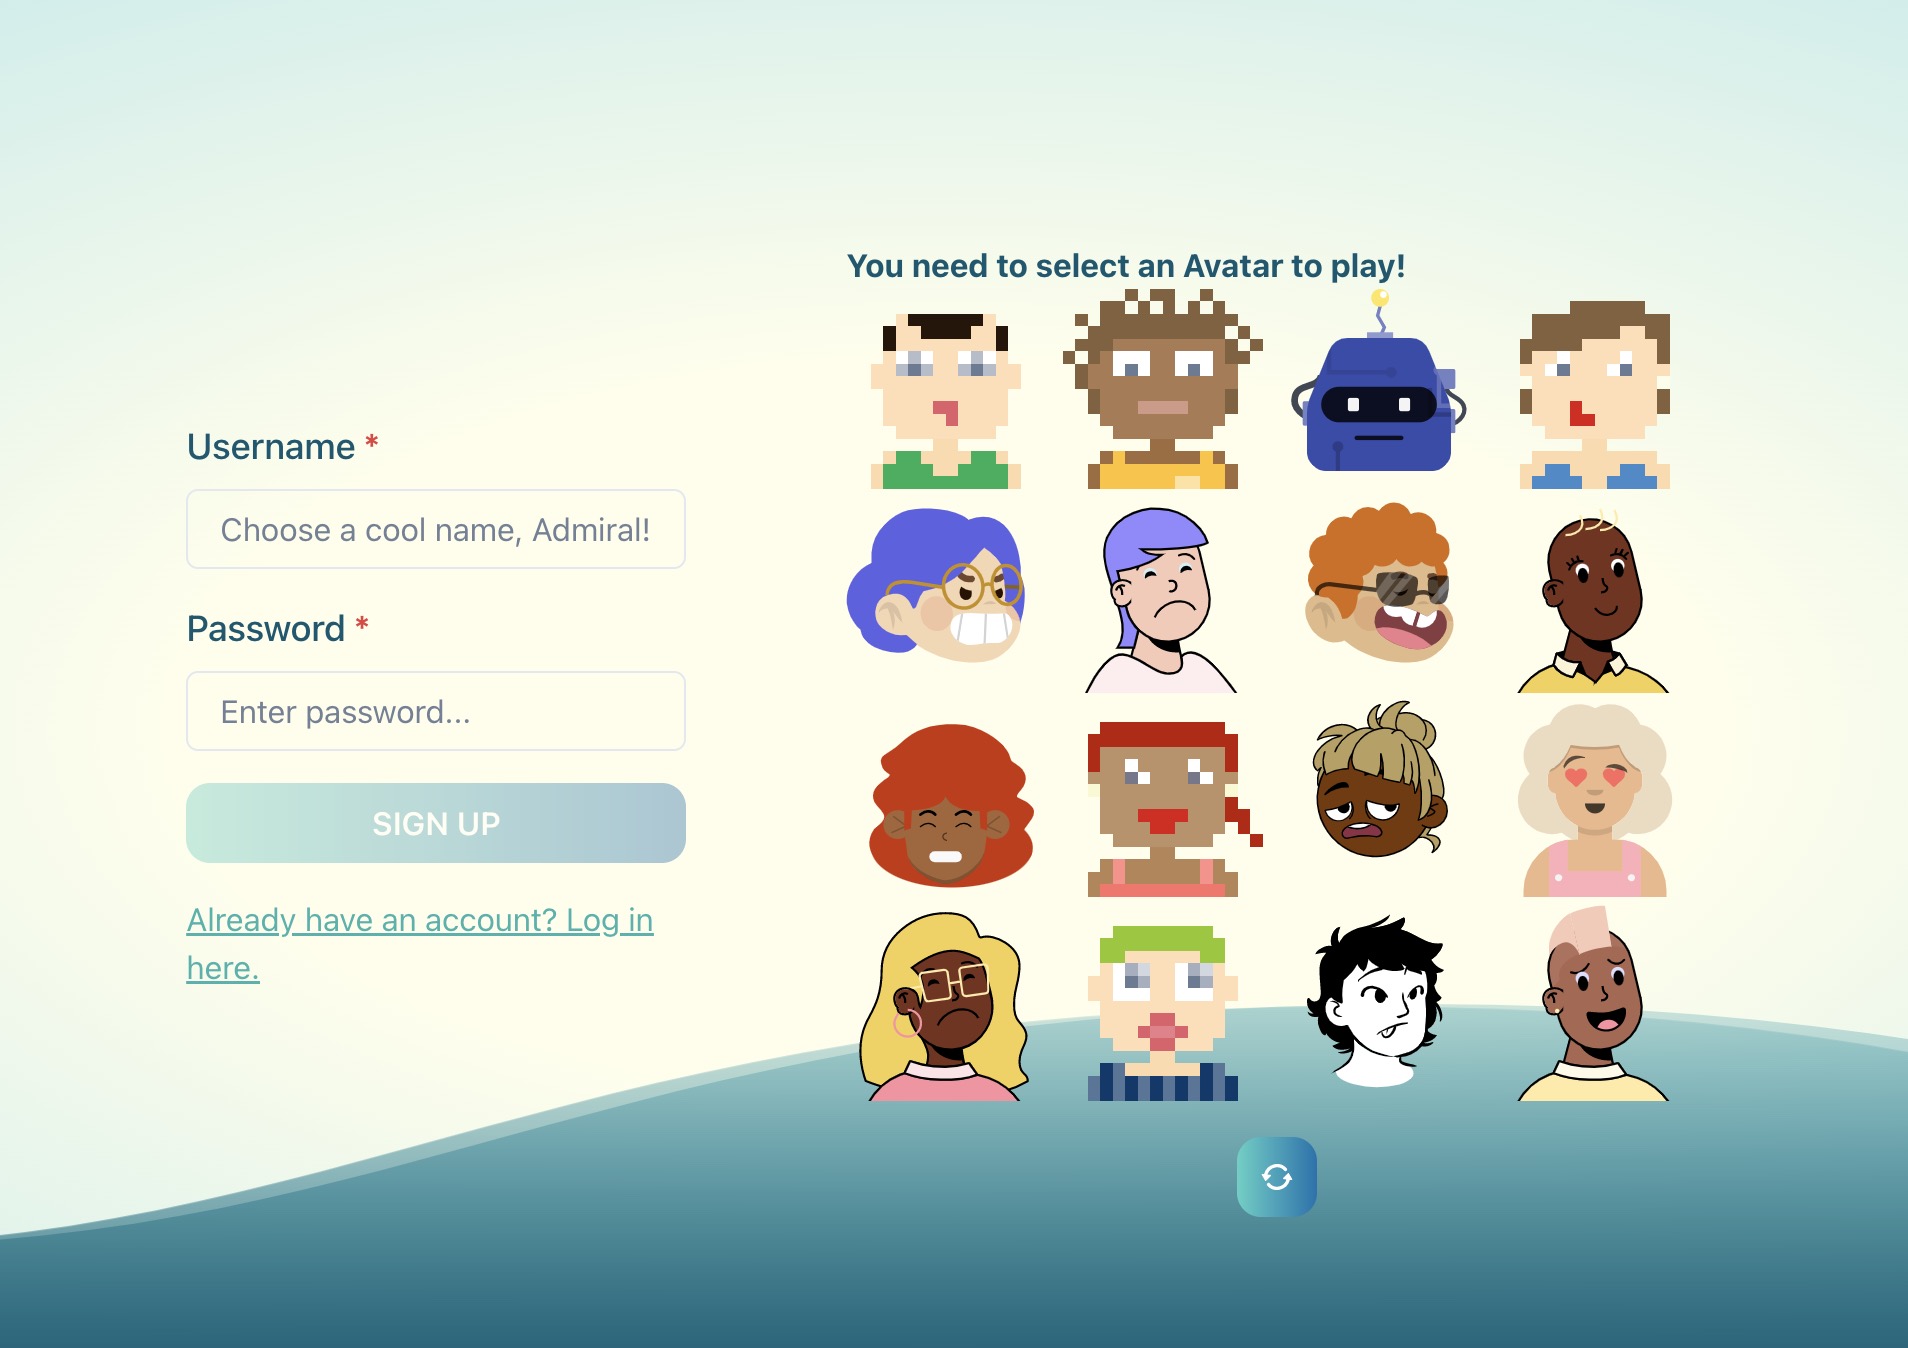 You need to select an Avatar to play!
Username *
Choose a cool name, Admiral!
Password *
Enter password...
SIGN UP
Already have an account? Log in
here.